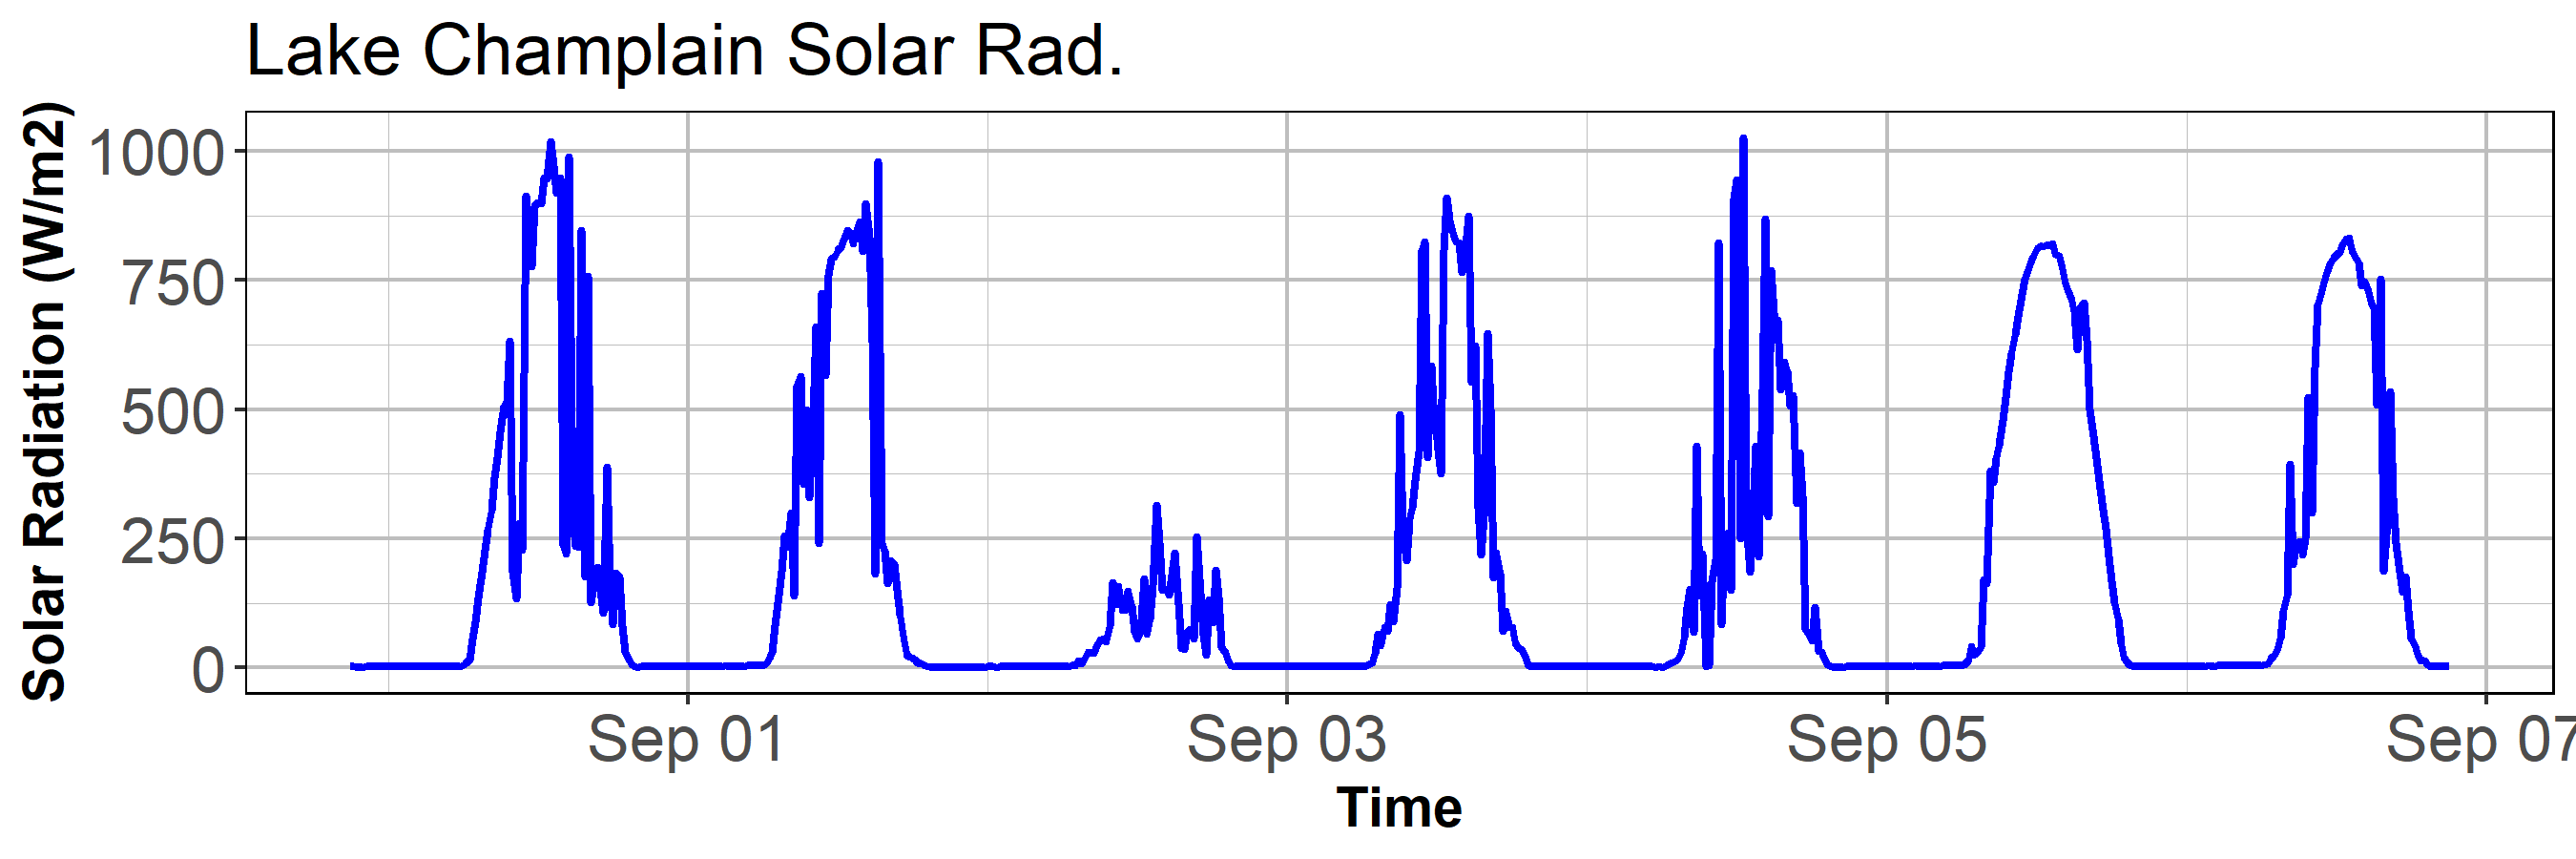 Lake Champlain Solar Rad.
Solar Radiation (W/m2)
1000
750
500
250
0
Sep 01
Sep 03
Sep 05
Sep 07
Time